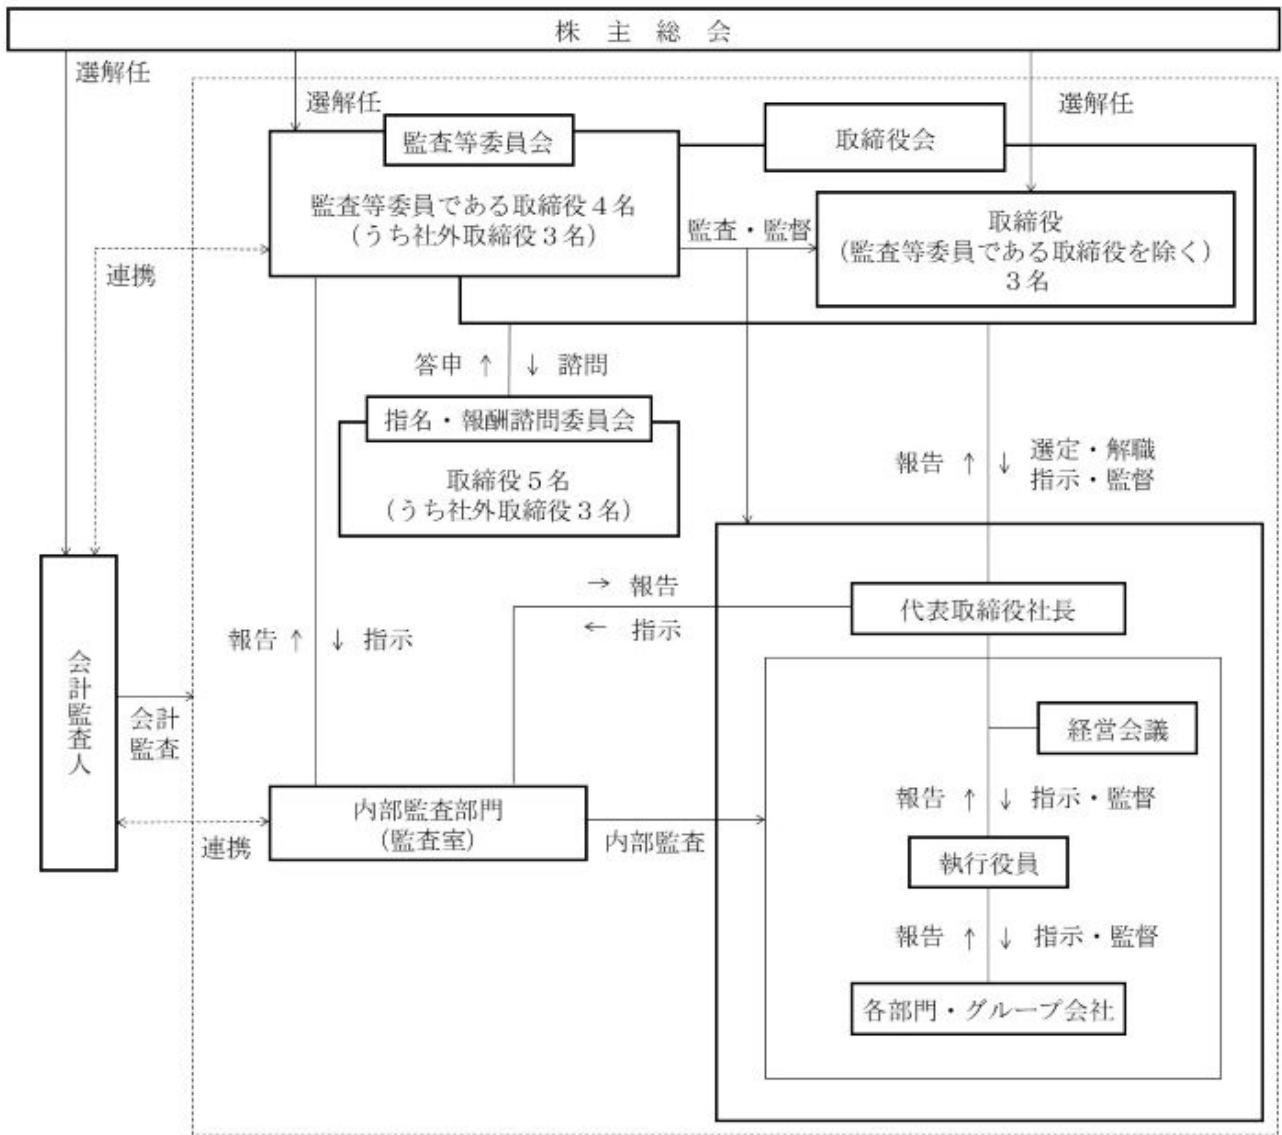 株主総会
選解任
選解任
選解任
監査等委員会
取締役会
監査等委員である取締役4名
（うち社外取締役3名）
監査・監督
取締役
（監査等委員である取締役を除く）
3名
連携
答申 ↑ ↓ 諮問
指名・報酬諮問委員会
取締役5名
（うち社外取締役3名）
報告 ↑ ↓ 選定・解職
指示・監督
→ 報告
← 指示
代表取締役社長
報告 ↑ ↓ 指示
会計監査人
会計
監査
経営会議
内部監査部門
（監査室）
連携
内部監査
報告 ↑ ↓ 指示・監督
執行役員
報告 ↑ ↓ 指示・監督
各部門・グループ会社